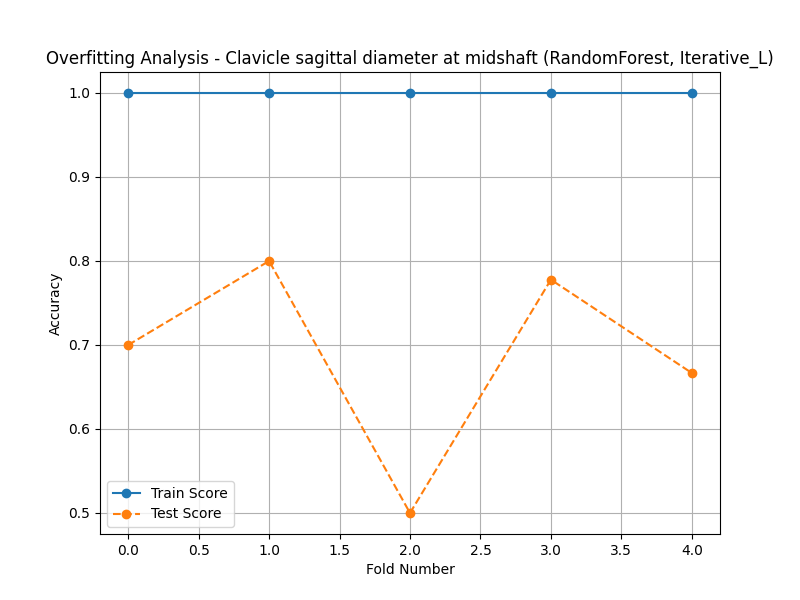 Overfitting Analysis - Clavicle sagittal diameter at midshaft (RandomForest, Iterative_L)
1.0
0.9
0.8
0.7
0.6
0.5
Accuracy
Train Score
Test Score
0.0 0.5 1.0 1.5 2.0 2.5 3.0 3.5 4.0
Fold Number